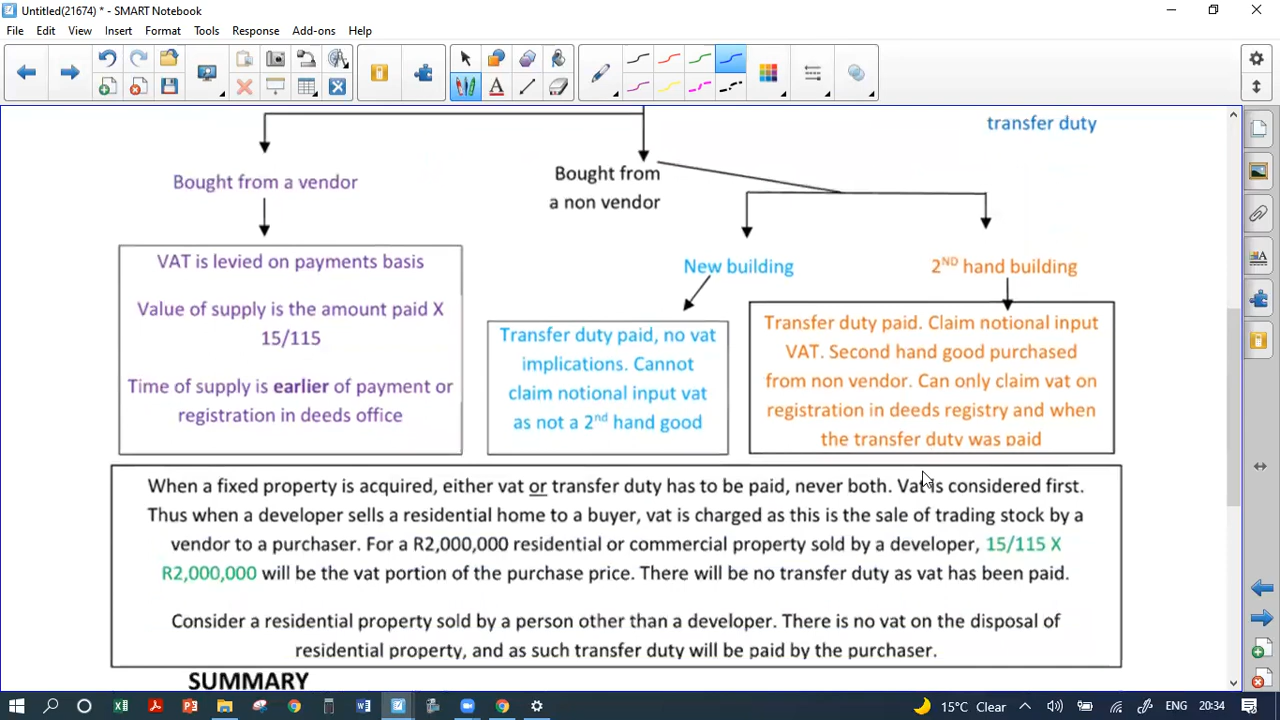 Untitled(21674) * - SMART Notebook
File Edit View Insert Format Tools Response Add-ons Help
transfer duty
Bought from a vendor
Bought from
a non vendor
VAT is levied on payments basis
Value of supply is the amount paid X
15/115
Time of supply is earlier of payment or
registration in deeds office
New building
2ND hand building
Transfer duty paid, no vat
implications. Cannot
claim notional input vat
as not a 2nd hand good
Transfer duty paid. Claim notional input
VAT. Second hand good purchased
from non vendor. Can only claim vat on
registration in deeds registry and when
the transfer duty was paid
When a fixed property is acquired, either vat or transfer duty has to be paid, never both. Vat is considered first.
Thus when a developer sells a residential home to a buyer, vat is charged as this is the sale of trading stock by a
vendor to a purchaser. For a R2,000,000 residential or commercial property sold by a developer, 15/115 X
R2,000,000 will be the vat portion of the purchase price. There will be no transfer duty as vat has been paid.
Consider a residential property sold by a person other than a developer. There is no vat on the disposal of
residential property, and as such transfer duty will be paid by the purchaser.
SUMMARY
15°C Clear ENG 20:34